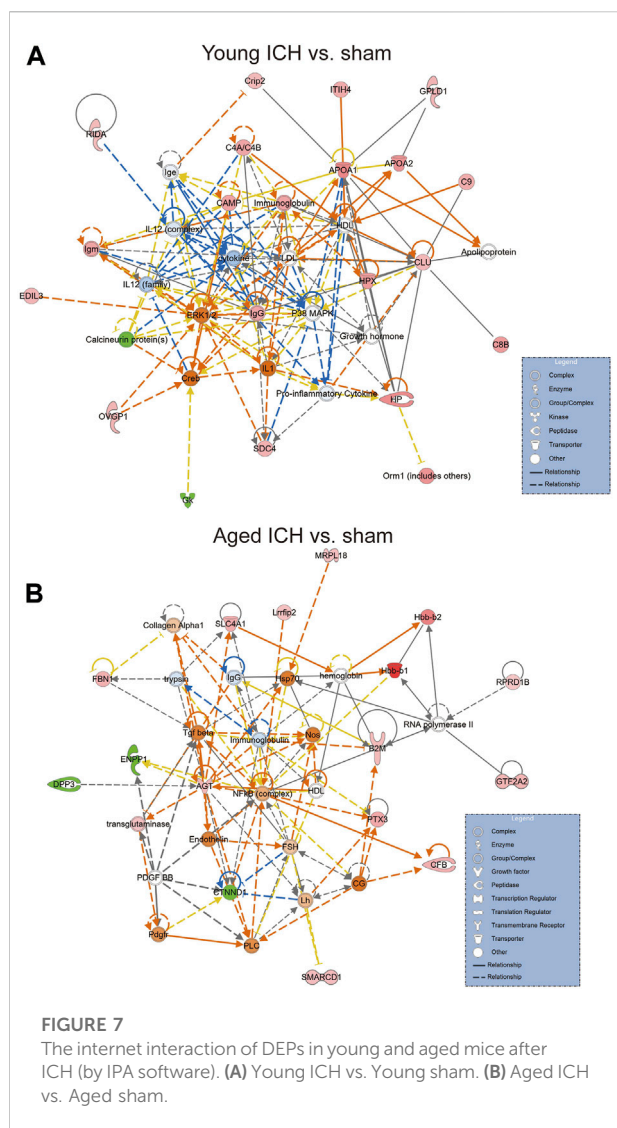 A
Young ICH vs. sham
Crip2
ITIH4
GPLD1
RIDA
C4A/C4B
APOA1
APOA2
Ige
C9
CAMP
Immunoglobulin
IL12 (complex)
HDL
Igm
cytokine
LDL
CLU
Apolipoprotein
IL12 (family)
HPX
EDIL3
ERK1/2
IgG
P38 MAPK
Calcineurin protein(s)
Growth hormone
C8B
Creb
IL1
Pro-inflammatory Cytokine
HP
OVGP1
SDC4
Orm1 (includes others)
GK
Legend
Complex
Enzyme
Group/Complex
Kinase
Peptidase
Transporter
Other
Relationship
Relationship
Aged ICH vs. sham
B
MRPL18
Collagen Alpha1
SLC4A1
Lrrfip2
Hbb-b2
FBN1
trypsin
IgG
Hsp70
hemoglobin
Hbb-b1
RPRD1B
RNA polymerase II
Tgf beta
Immunoglobulin
Nos
B2M
ENPP1
DPP3
AGT
NFkB (complex)
HDL
GTF2A2
transglutaminase
PTX3
Endothelin
FSH
CFB
PDGF BB
CTNND1
Lh
CG
Pdgfr
PLC
SMARCD1
Legend
Complex
Enzyme
Group/Complex
Growth factor
Peptidase
Transcription Regulator
Translation Regulator
Transmembrane Receptor
Transporter
Other
Relationship
Relationship
FIGURE 7
The internet interaction of DEPs in young and aged mice after
ICH (by IPA software). (A) Young ICH vs. Young sham. (B) Aged ICH
vs. Aged sham.